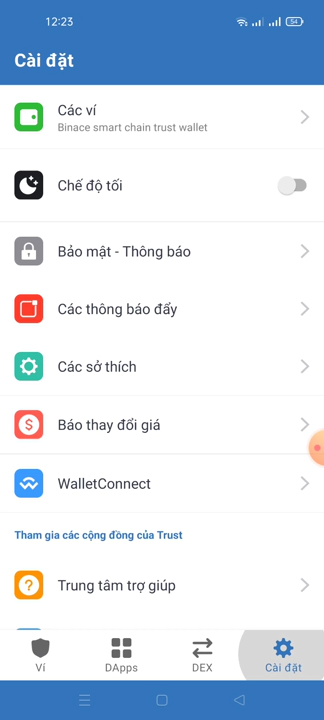 12:23
54
Cài đặt
Các ví
Binace smart chain trust wallet
Chế độ tối
Bảo mật - Thông báo
Các thông báo đẩy
Các sở thích
Báo thay đổi giá
WalletConnect
Tham gia các cộng đồng của Trust
Trung tâm trợ giúp
Ví
DApps
DEX
Cài đặt